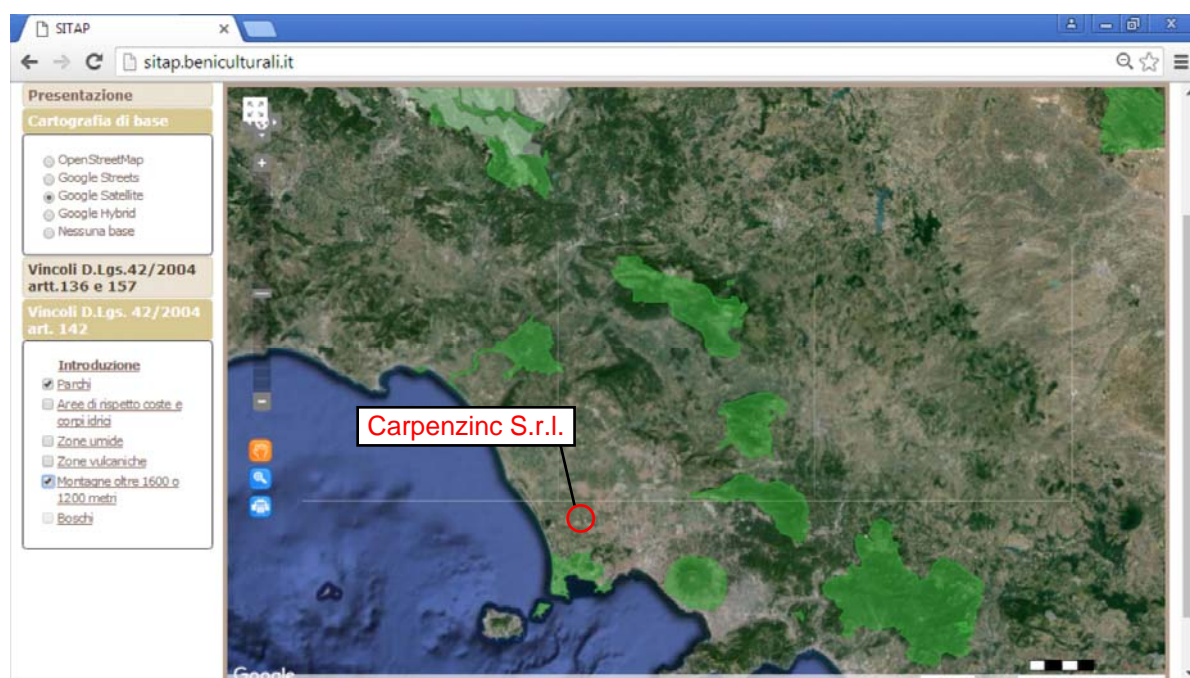 SITAP
sitap.beniculturali.it
Presentazione
Cartografia di base
OpenStreetMap
Google Streets
Google Satellite
Google Hybrid
Nessuna base
Vincoli D.Lgs.42/2004
artt.136 e 157
Vincoli D.Lgs. 42/2004
art. 142
Introduzione
Parchi
Aree di rispetto coste e
corpi idrici
Zone umide
Zone vulcaniche
Montagne oltre 1600 o
1200 metri
Boschi
Carpenzinc S.r.l.
Google